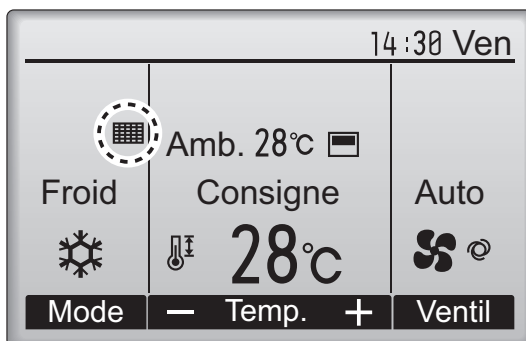 14:30 Ven
Amb. 28°C
Froid Consigne Auto
28°C
Mode — Temp. + Ventil